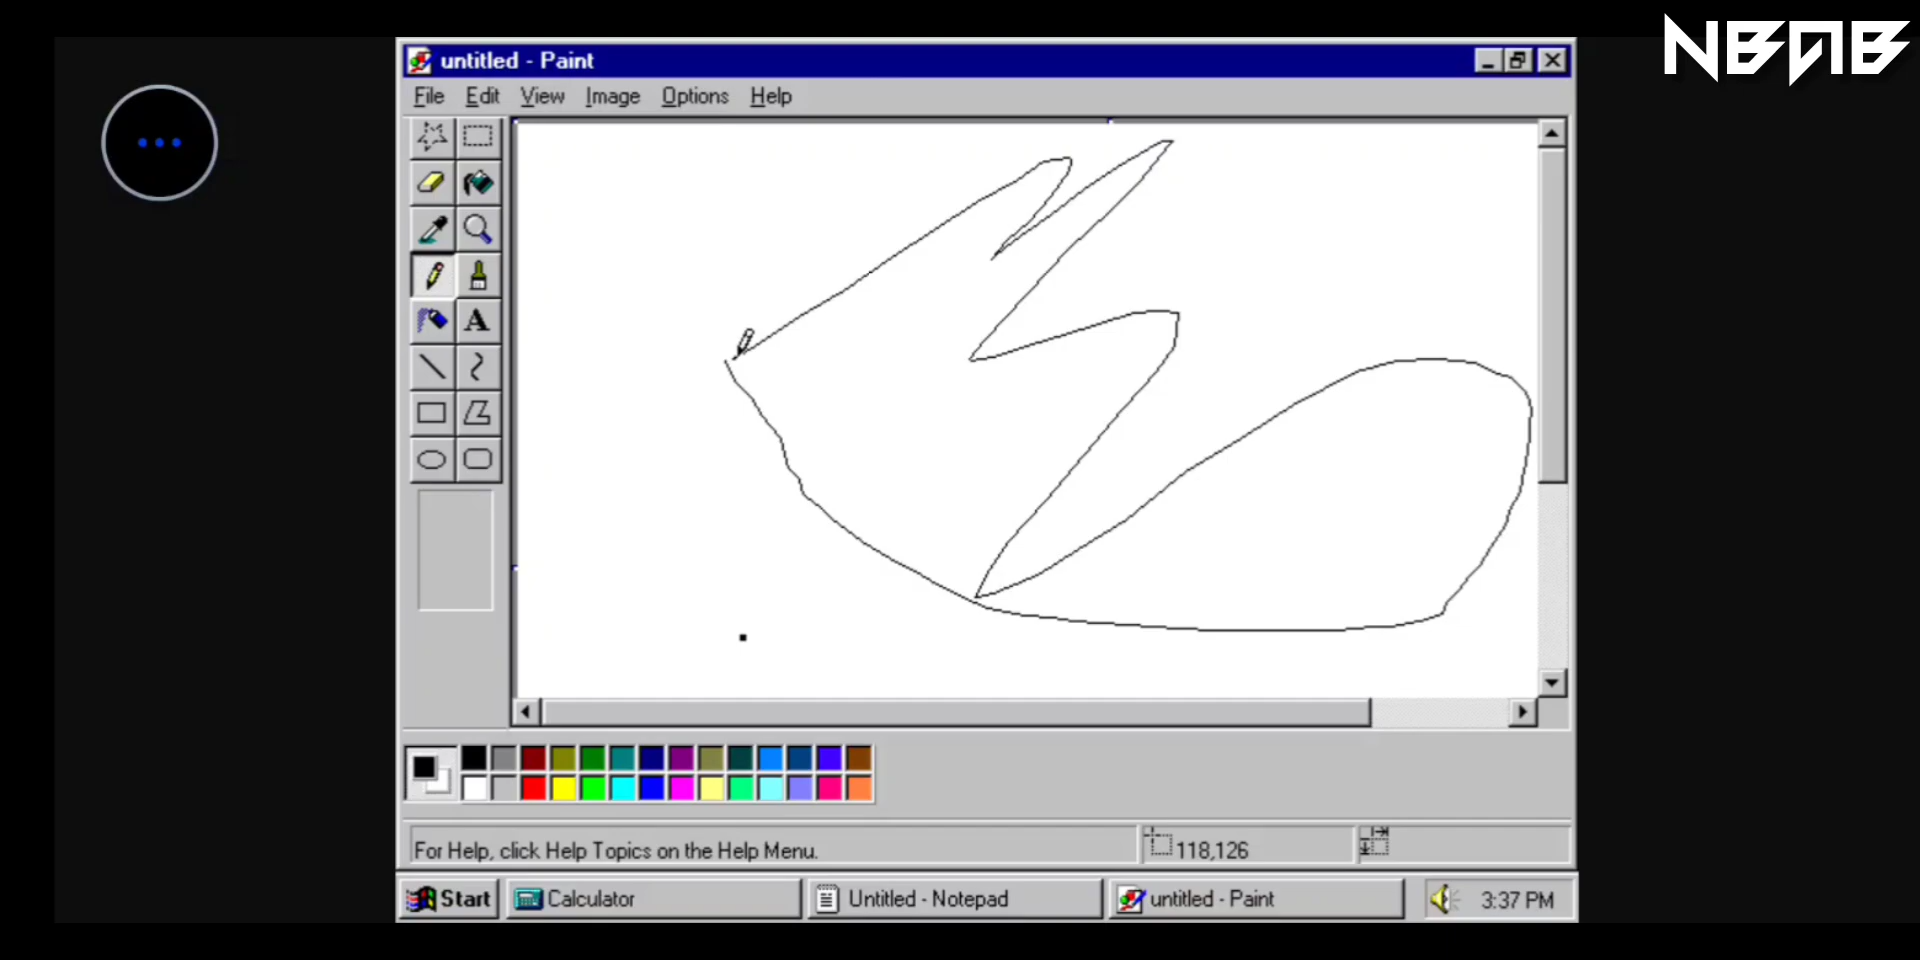 NBAB
untitled - Paint
File Edit View Image Options Help
A
For Help, click Help Topics on the Help Menu.
118,126
Start
Calculator
Untitled - Notepad
untitled - Paint
3:37 PM